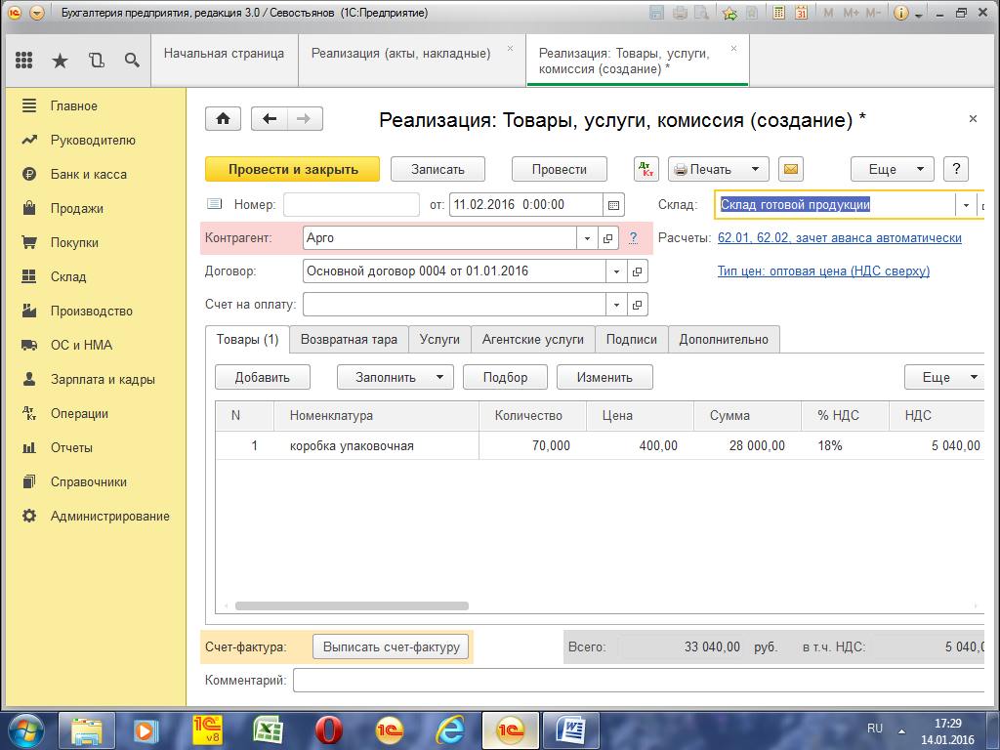 Бухгалтерия предприятия, редакция 3.0 / Севостьянов (1С:Предприятие)
M M+ M-
Начальная страница
Реализация (акты, накладные)
Реализация: Товары, услуги,
комиссия (создание) *
Главное
Руководителю
Банк и касса
Продажи
Покупки
Склад
Производство
ОС и НМА
Зарплата и кадры
Операции
Отчеты
Справочники
Администрирование
Реализация: Товары, услуги, комиссия (создание) *
Провести и закрыть
Записать
Провести
Дт Кт
Печать
Еще
?
Номер:
от: 11.02.2016 0:00:00
Склад: Склад готовой продукции
Контрагент: Арго
?
Расчеты: 62.01, 62.02, зачет аванса автоматически
Договор: Основной договор 0004 от 01.01.2016
Тип цен: оптовая цена (НДС сверху)
Счет на оплату:
Товары (1)
Возвратная тара
Услуги
Агентские услуги
Подписи
Дополнительно
Добавить
Заполнить
Подбор
Изменить
Еще
N Номенклатура Количество Цена Сумма % НДС НДС
1 коробка упаковочная 70,000 400,00 28 000,00 18% 5 040,00
Счет-фактура: Выписать счет-фактуру
Всего: 33 040,00 руб. в т.ч. НДС: 5 040,0
Комментарий:
RU
17:29
14.01.2016